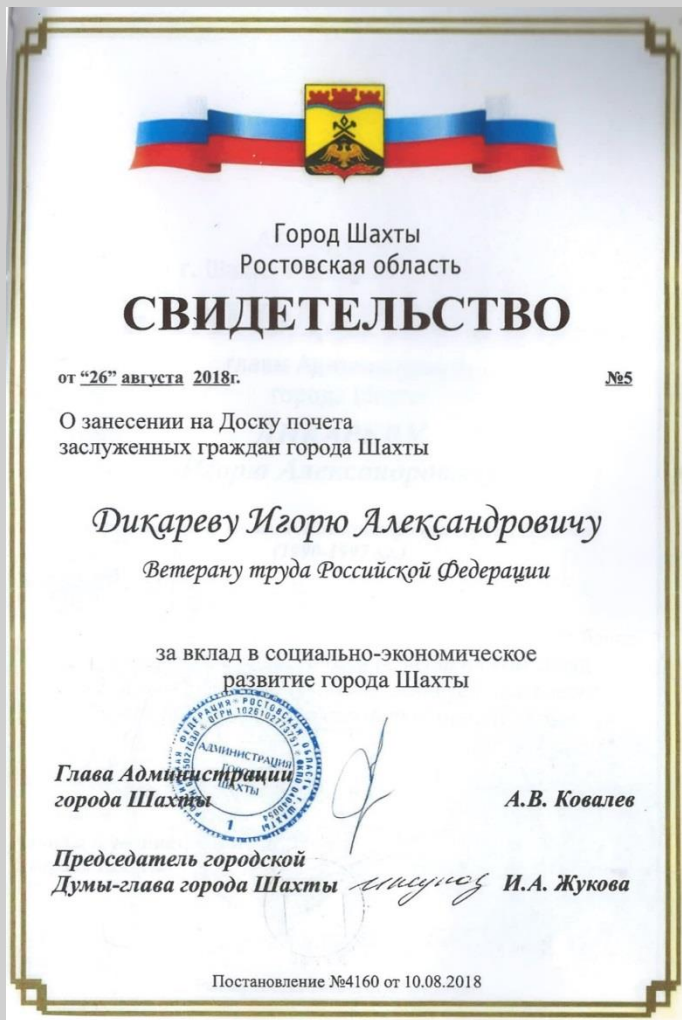 Город Шахты
Ростовская область
СВИДЕТЕЛЬСТВО
от “26” августа 2018г. №5
О занесении на Доску почета
заслуженных граждан города Шахты
Дикареву Игорю Александровичу
Ветерану труда Российской Федерации
за вклад в социально-экономическое
развитие города Шахты
АДМИНИСТРАЦИЯ
ГОРОДА
ШАХТЫ
1
Глава Администрации
города Шахты А.В. Ковалев
Председатель городской
Думы-глава города Шахты И.А. Жукова
Постановление №4160 от 10.08.2018